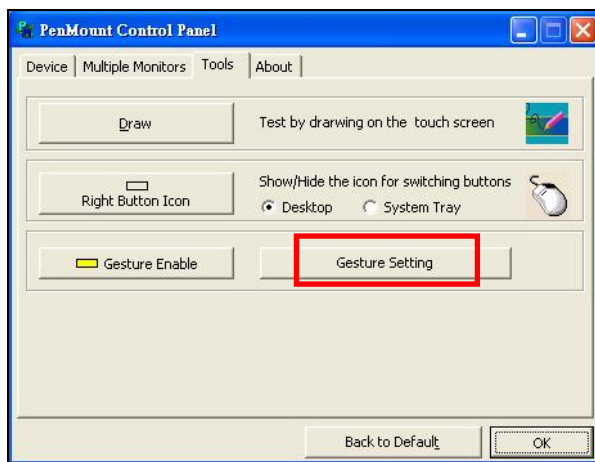 PenMount Control Panel
Device Multiple Monitors Tools About
Draw
Test by drarwing on the touch screen
Right Button Icon
Show/Hide the icon for switching buttons
Desktop System Tray
Gesture Enable
Gesture Setting
Back to Default
OK